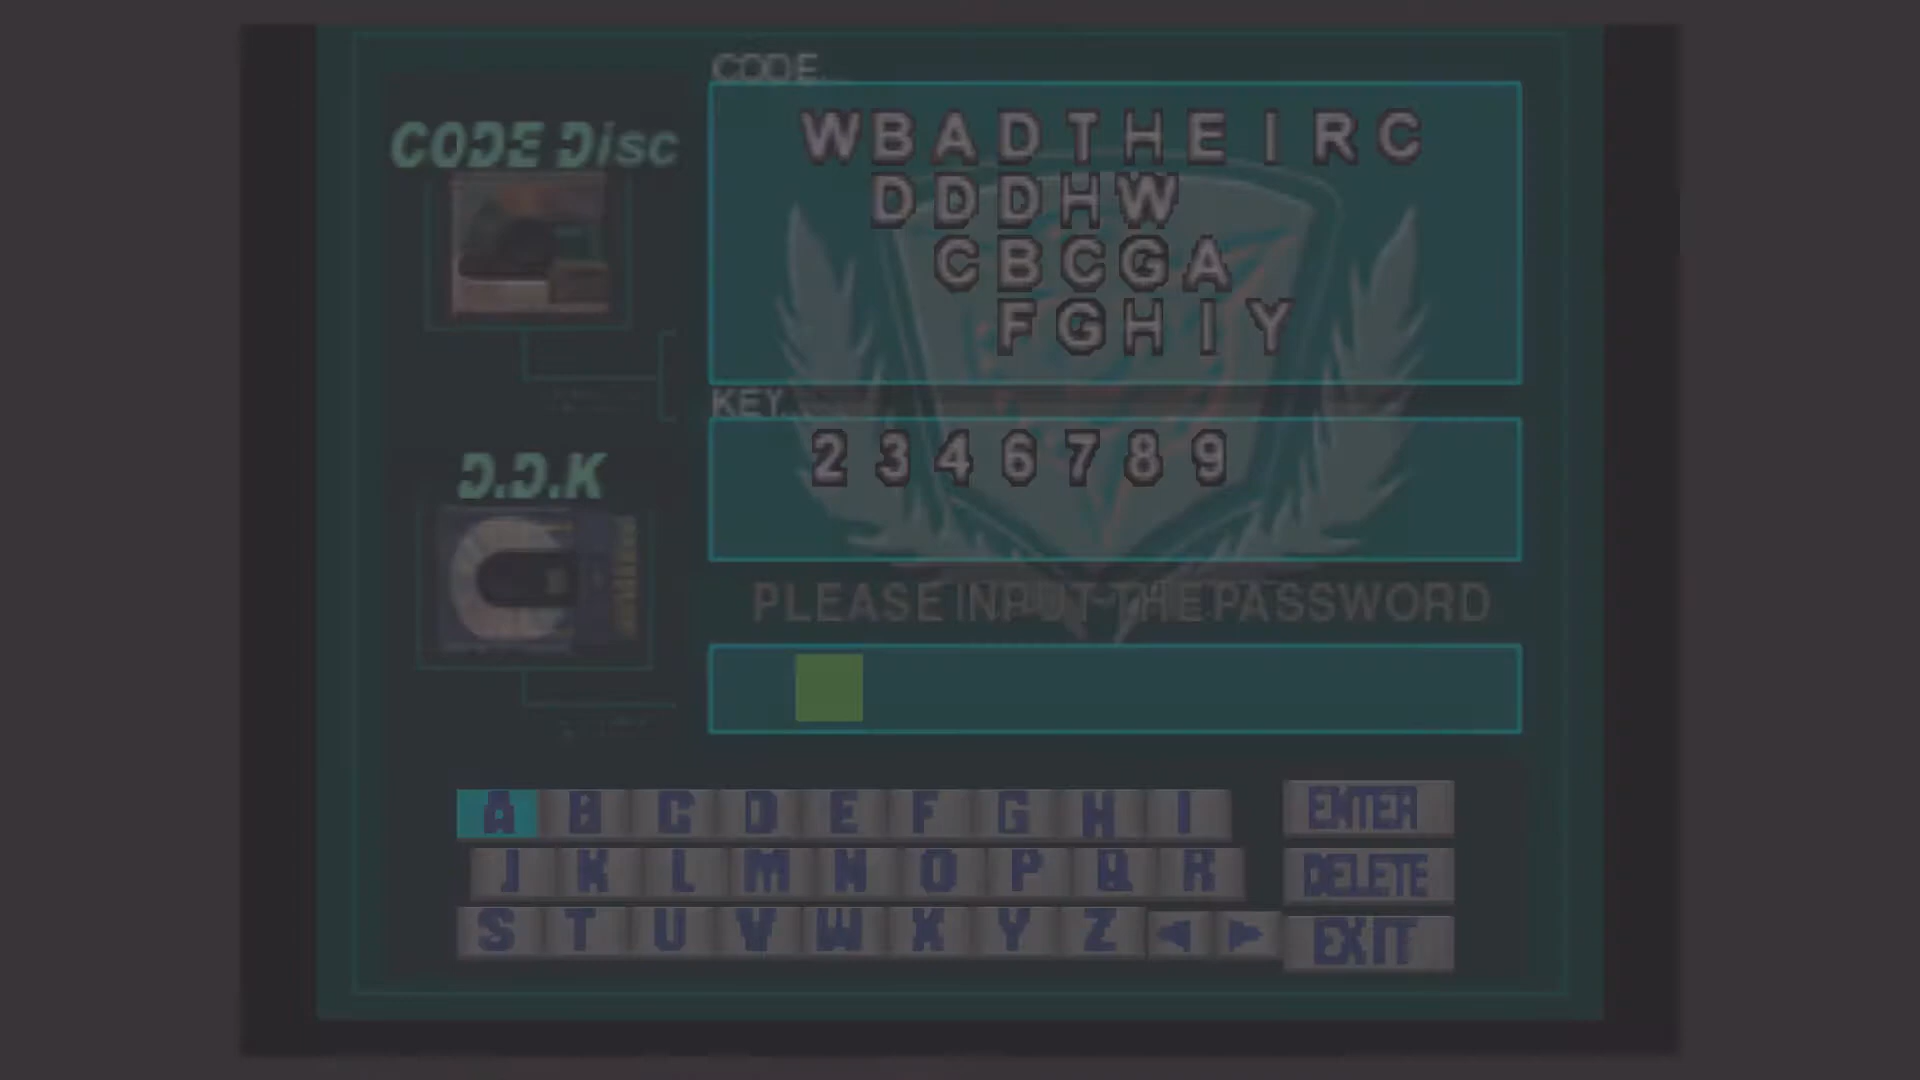 CODE...
CODE Disc
WBADTHEIRC
DDDHW
CBCGA
FGHIY
KEY...
2346789
D.D.K
PLEASE INPUT THE PASSWORD
A B C D E F G H I ENTER
J K L M N O P Q R DELETE
S T U V W X Y Z ◀ ▶ EXIT